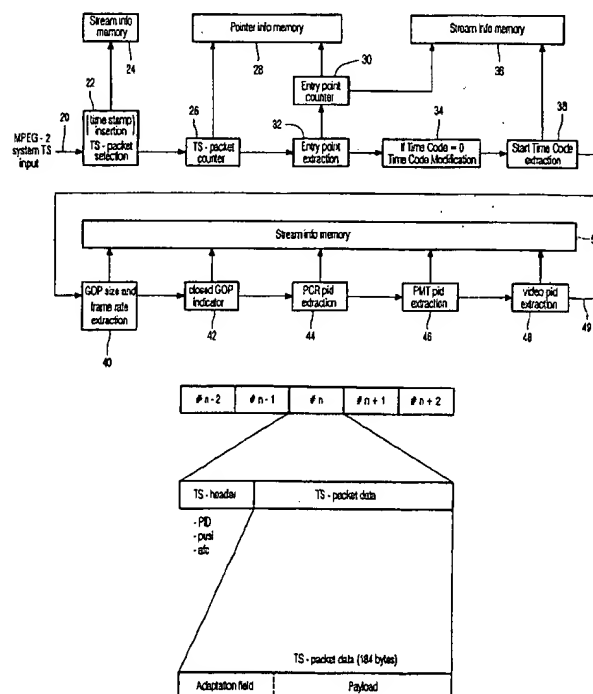 Stream info
memory
24
Pointer info memory
28
Stream info memory
36
30
Entry point
counter
22
(time stamp)
insertion
TS - packet
selection
20
MPEG - 2
system TS
input
26
TS - packet
counter
32
Entry point
extraction
34
If Time Code = 0
Time Code Modification
38
Start Time Code
extraction
Stream info memory
GOP size and
frame rate
extraction
40
closed GOP
indicator
42
PCR pid
extraction
44
PMT pid
extraction
46
video pid
extraction
48
49
# n - 2
# n - 1
# n
# n + 1
# n + 2
TS - header
TS - packet data
- PID
- pusi
- afc
TS - packet data (184 bytes)
Adaptation field
Payload